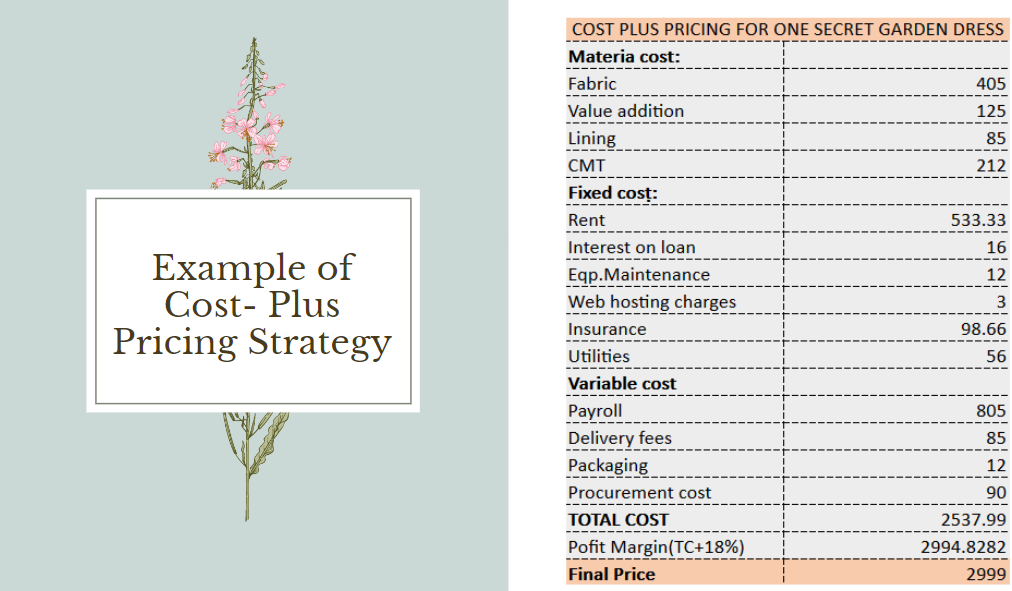 Example of
Cost- Plus
Pricing Strategy
COST PLUS PRICING FOR ONE SECRET GARDEN DRESS
Materia cost:
Fabric 405
Value addition 125
Lining 85
CMT 212
Fixed cost:
Rent 533.33
Interest on loan 16
Eqp.Maintenance 12
Web hosting charges 3
Insurance 98.66
Utilities 56
Variable cost
Payroll 805
Delivery fees 85
Packaging 12
Procurement cost 90
TOTAL COST 2537.99
Pofit Margin(TC+18%) 2994.8282
Final Price 2999